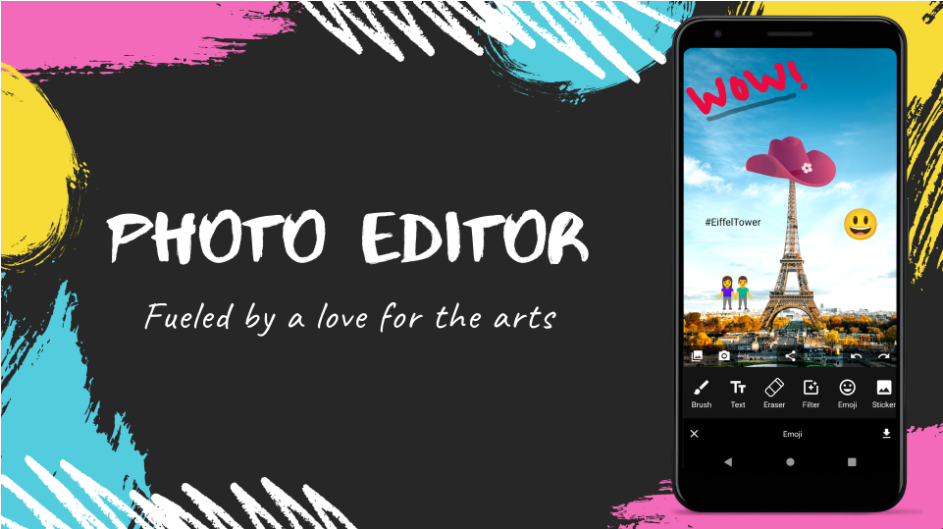 PHOTO EDITOR
Fueled by a love for the arts
WOW!
#EiffelTower
Brush
Text
Eraser
Filter
Emoji
Sticker
Emoji